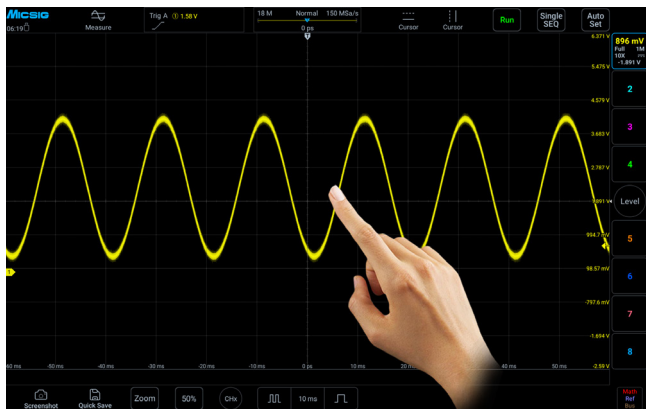 Micsig
06:19
Measure
Trig A ① 1.58 V
18 M Normal 150 MSa/s
0 ps
Cursor
Cursor
Run
Single
SEQ
Auto
Set
T
6.371 V
896 mV
Full 1M
10X
-1.891 V
5.475 V
2
4.579 V
3
3.683 V
4
2.787 V
Level
1.891 V
5
994.7 mV
1
98.57 mV
6
-797.6 mV
7
-1.694 V
8
-60 ms -50 ms -40 ms -30 ms -20 ms -10 ms 0 ps 10 ms 20 m 40 ms 50 ms -2.59 V
Screenshot
Quick Save
Zoom
50%
CHx
10 ms
Math
Ref
Bus